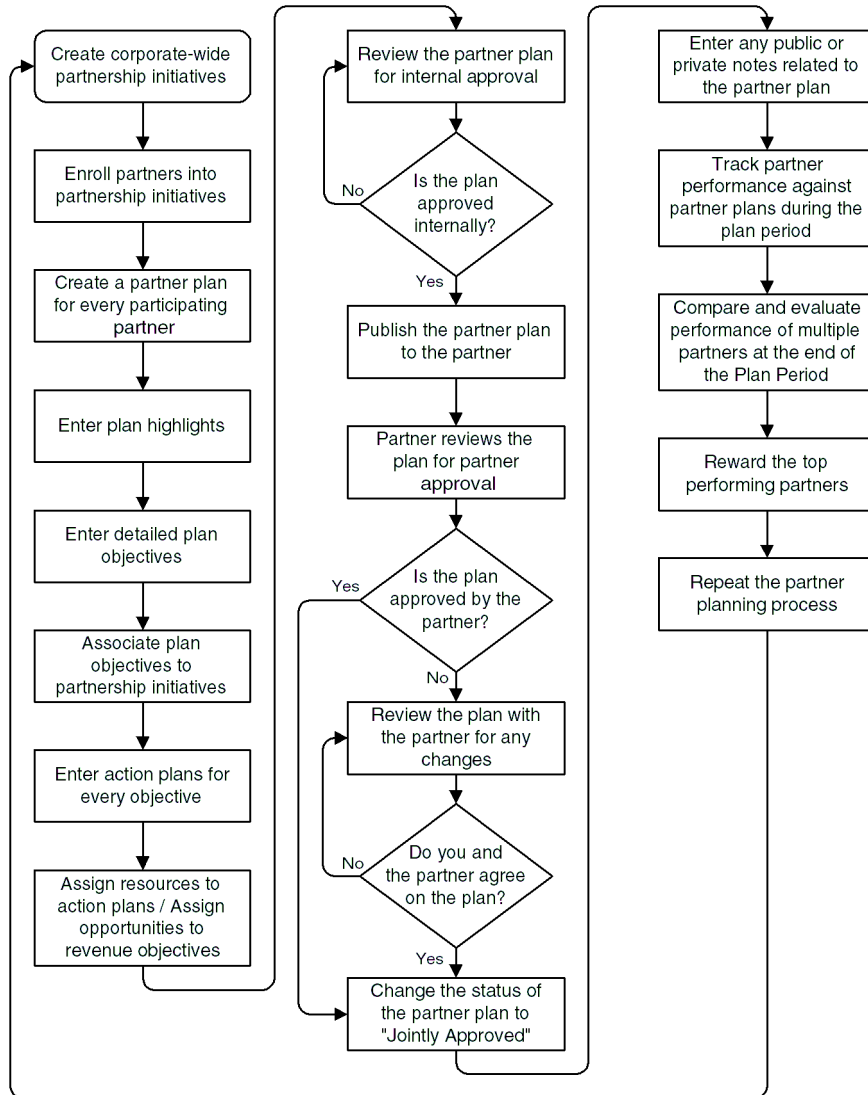 Create corporate-wide
partnership initiatives
Enroll partners into
partnership initiatives
Create a partner plan
for every participating
partner
Enter plan highlights
Enter detailed plan
objectives
Associate plan
objectives to
partnership initiatives
Enter action plans for
every objective
Assign resources to
action plans / Assign
opportunities to
revenue objectives
Review the partner plan
for internal approval
Is the plan
approved
internally?
No
Yes
Publish the partner plan
to the partner
Partner reviews the
plan for partner
approval
Is the plan
approved by the
partner?
Yes
No
Review the plan with
the partner for any
changes
Do you and
the partner agree
on the plan?
No
Yes
Change the status of
the partner plan to
"Jointly Approved"
Enter any public or
private notes related to
the partner plan
Track partner
performance against
partner plans during the
plan period
Compare and evaluate
performance of multiple
partners at the end of
the Plan Period
Reward the top
performing partners
Repeat the partner
planning process